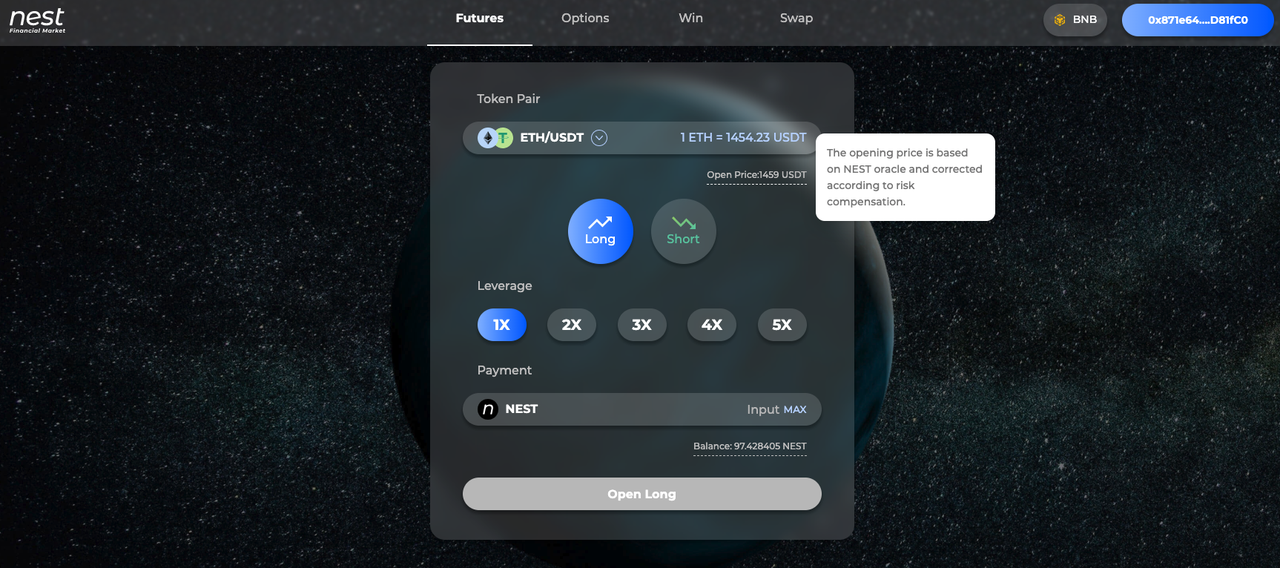 nest
Financial Market
Futures
Options
Win
Swap
BNB
0x871e64....D81fC0
Token Pair
ETH/USDT
1 ETH = 1454.23 USDT
Open Price:1459 USDT
The opening price is based
on NEST oracle and corrected
according to risk
compensation.
Long
Short
Leverage
1X
2X
3X
4X
5X
Payment
n
NEST
Input MAX
Balance: 97.428405 NEST
Open Long